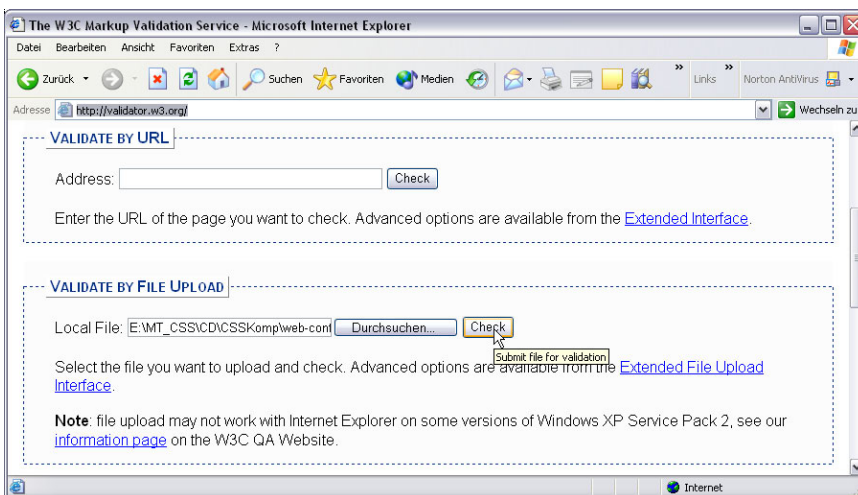 The W3C Markup Validation Service - Microsoft Internet Explorer
Datei Bearbeiten Ansicht Favoriten Extras ?
Zurück Suchen Favoriten Medien » Links » Norton AntiVirus
Adresse http://validator.w3.org/ Wechseln zu
VALIDATE BY URL
Address: Check
Enter the URL of the page you want to check. Advanced options are available from the Extended Interface.
VALIDATE BY FILE UPLOAD
Local File: E:\MT_CSS\CD\CSSKomp\web-conf Durchsuchen... Check
Submit file for validation
Select the file you want to upload and check. Advanced options are available from the Extended File Upload
Interface.
Note: file upload may not work with Internet Explorer on some versions of Windows XP Service Pack 2, see our
information page on the W3C QA Website.
Internet